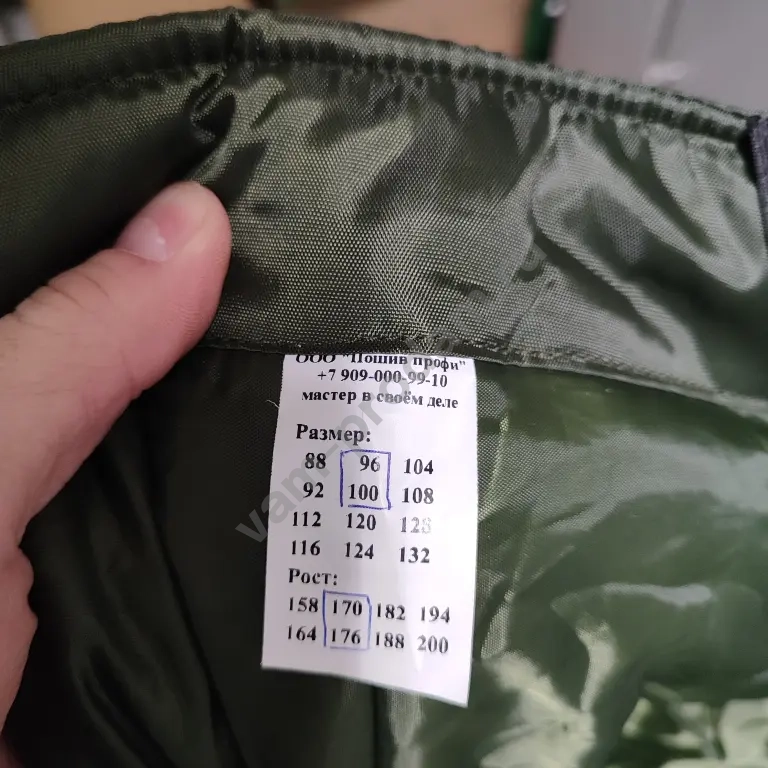 ООО "Пошив профи"
+7 909-000-99-10
мастер в своём деле
Размер:
88 96 104
92 100 108
112 120 128
116 124 132
Рост:
158 170 182 194
164 176 188 200